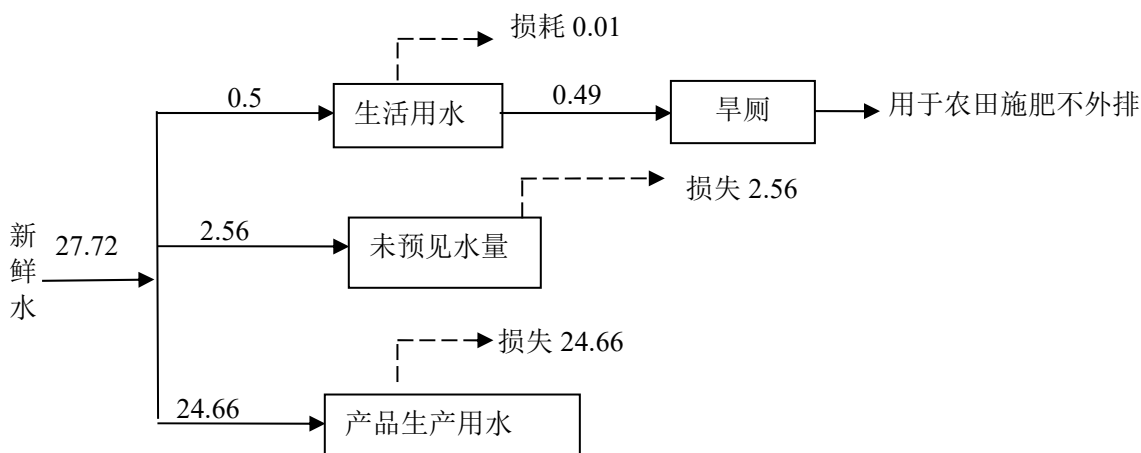 损耗 0.01
0.5
生活用水
0.49
旱厕
用于农田施肥不外排
损失 2.56
新鲜水
27.72
2.56
未预见水量
损失 24.66
24.66
产品生产用水